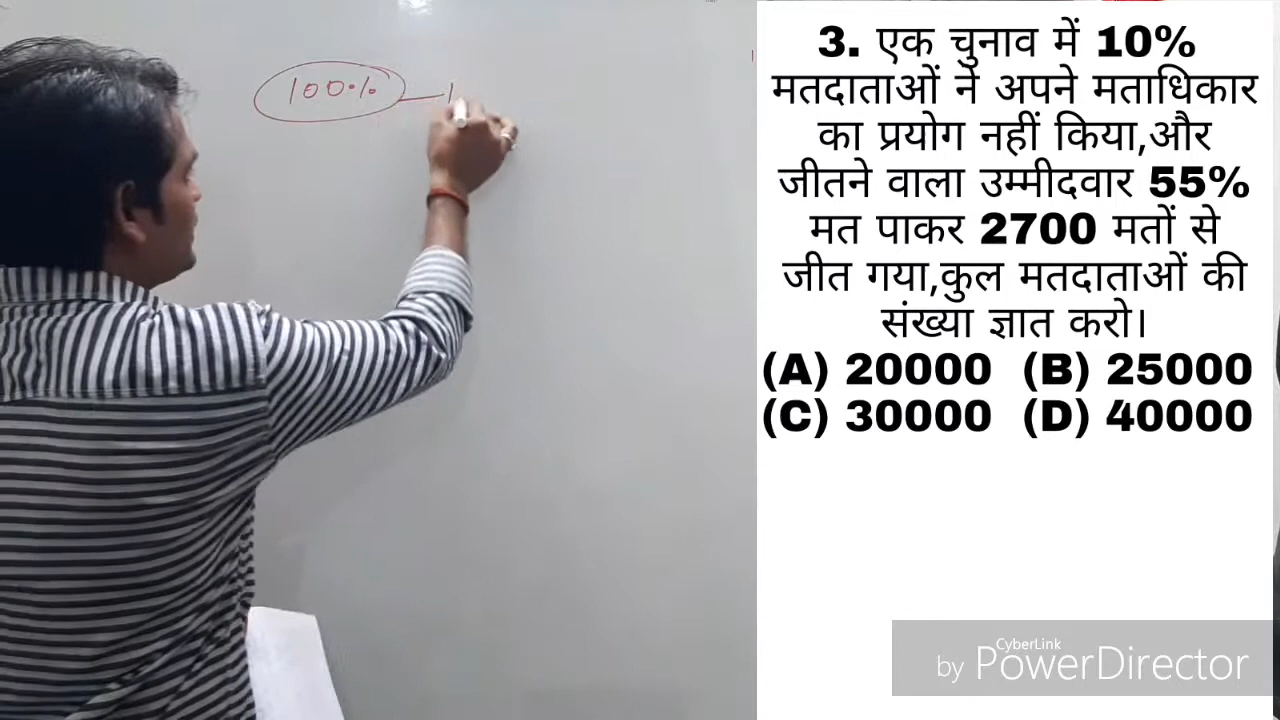 100%
3. एक चुनाव में 10%
मतदाताओं ने अपने मताधिकार
का प्रयोग नहीं किया,और
जीतने वाला उम्मीदवार 55%
मत पाकर 2700 मतों से
जीत गया,कुल मतदाताओं की
संख्या ज्ञात करो।
(A) 20000 (B) 25000
(C) 30000 (D) 40000
CyberLink
by PowerDirector